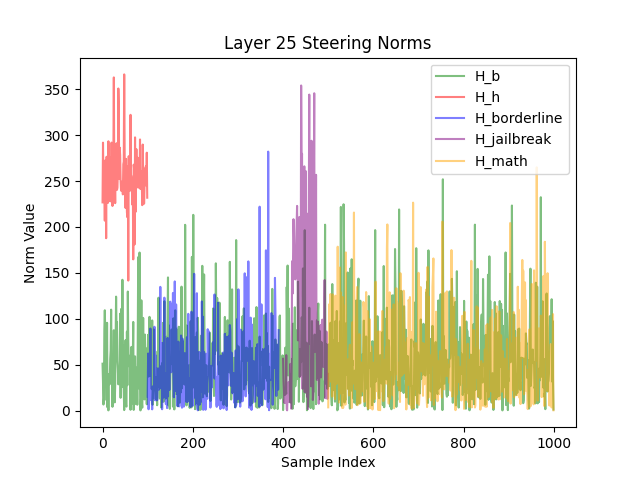 Layer 25 Steering Norms
H_b
H_h
H_borderline
H_jailbreak
H_math
Norm Value
350
300
250
200
150
100
50
0
0 200 400 600 800 1000
Sample Index